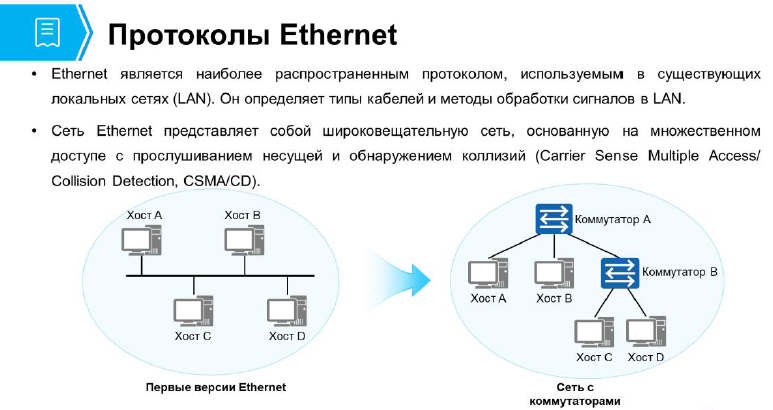 Протоколы Ethernet
• Ethernet является наиболее распространенным протоколом, используемым в существующих
локальных сетях (LAN). Он определяет типы кабелей и методы обработки сигналов в LAN.
• Сеть Ethernet представляет собой широковещательную сеть, основанную на множественном
доступе с прослушиванием несущей и обнаружением коллизий (Carrier Sense Multiple Access/
Collision Detection, CSMA/CD).
Хост A
Хост B
Хост C
Хост D
Первые версии Ethernet
Коммутатор A
Хост A
Хост B
Коммутатор B
Хост C
Хост D
Сеть с
коммутаторами